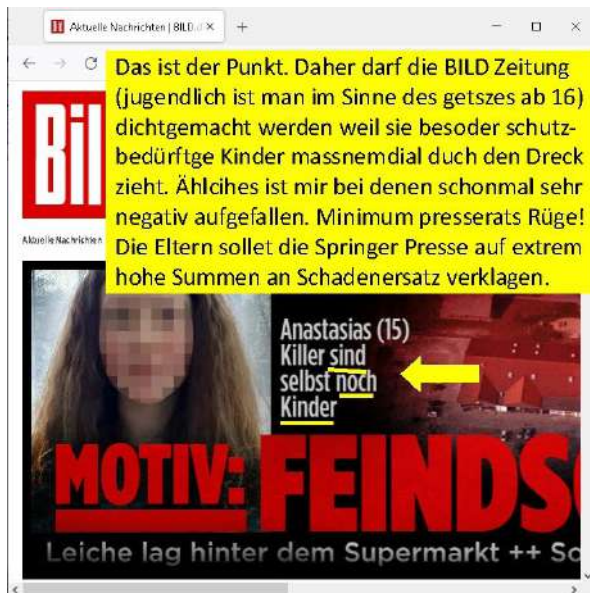 Aktuelle Nachrichten | BILD.d
Das ist der Punkt. Daher darf die BILD Zeitung
(jugendlich ist man im Sinne des getszes ab 16)
dichtgemacht werden weil sie besoder schutz-
bedürftge Kinder massnemdial duch den Dreck
zieht. Ählcihes ist mir bei denen schonmal sehr
negativ aufgefallen. Minimum presserats Rüge!
Die Eltern sollet die Springer Presse auf extrem
hohe Summen an Schadenersatz verklagen.
Bil
Aktuelle Nachrichten
Anastasias (15)
Killer sind
selbst noch
Kinder
MOTIV: FEINDSC
Leiche lag hinter dem Supermarkt ++ So